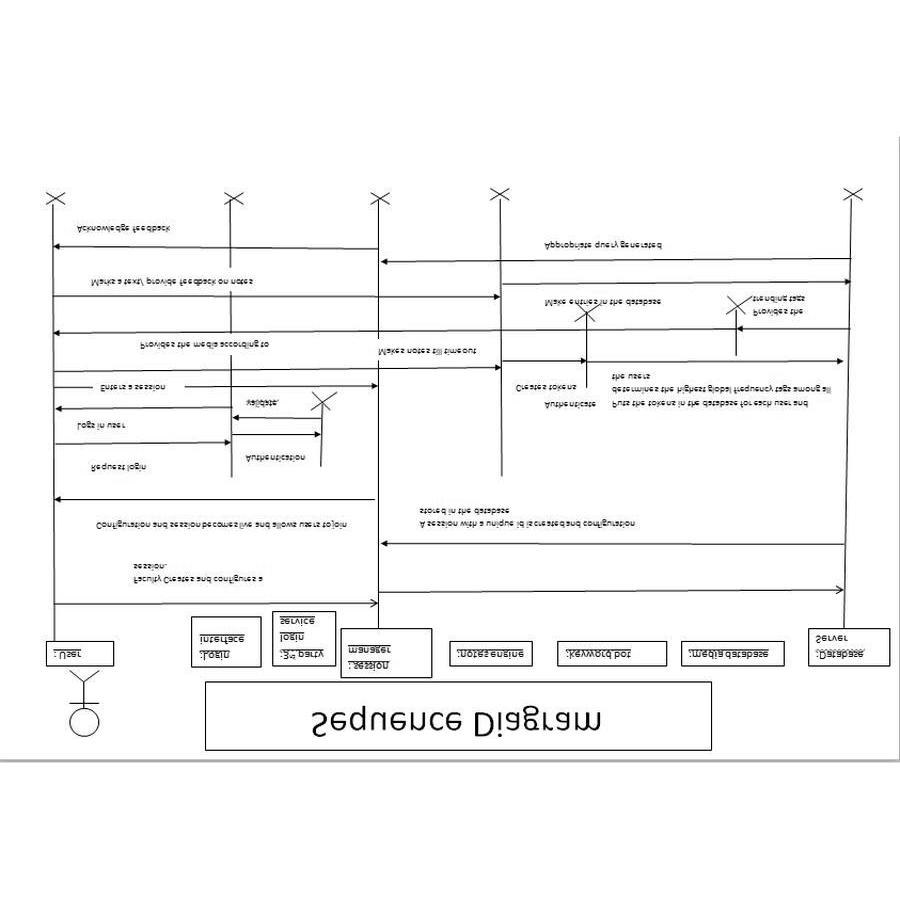 Sequence Diagram
: User
:Login
interface
:3rd party
login
service
:session
manager
:notes engine
:keyword bot
:media database
:Database
Server
Faculty Creates and configures a
session.
A session with a unique id is created and configuration
stored in the database
Configuration and session becomes live and allows users to join
Request login
Authentication
Logs in user
validate.
Enters a session
Authenticate
Creates tokens
Puts the tokens in the database for each user and
determines the highest global frequency tags among all
the users
Makes notes till timeout
Provides the media according to
Provides the
trending tags
Make entries in the database
Marks a text/ provide feedback on notes
Appropriate query generated
Acknowledge feedback